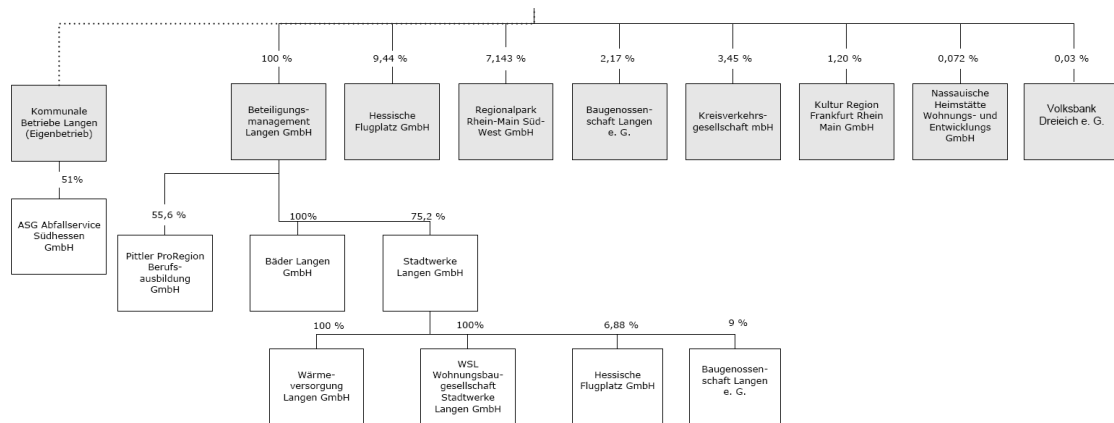 100 %
9,44 %
7,143 %
2,17 %
3,45 %
1,20 %
0,072 %
0,03 %
Kommunale
Betriebe Langen
(Eigenbetrieb)
Beteiligungs-
management
Langen GmbH
Hessische
Flugplatz GmbH
Regionalpark
Rhein-Main Süd-
West GmbH
Baugenossen-
schaft Langen
e. G.
Kreisverkehrs-
gesellschaft mbH
Kultur Region
Frankfurt Rhein
Main GmbH
Nassauische
Heimstätte
Wohnungs- und
Entwicklungs
GmbH
Volksbank
Dreieich e. G.
51%
ASG Abfallservice
Südhessen
GmbH
55,6 %
100%
75,2 %
Pittler ProRegion
Berufs-
ausbildung
GmbH
Bäder Langen
GmbH
Stadtwerke
Langen GmbH
100 %
100%
6,88 %
9 %
Wärme-
versorgung
Langen GmbH
WSL
Wohnungsbau-
gesellschaft
Stadtwerke
Langen GmbH
Hessische
Flugplatz GmbH
Baugenossen-
schaft Langen
e. G.